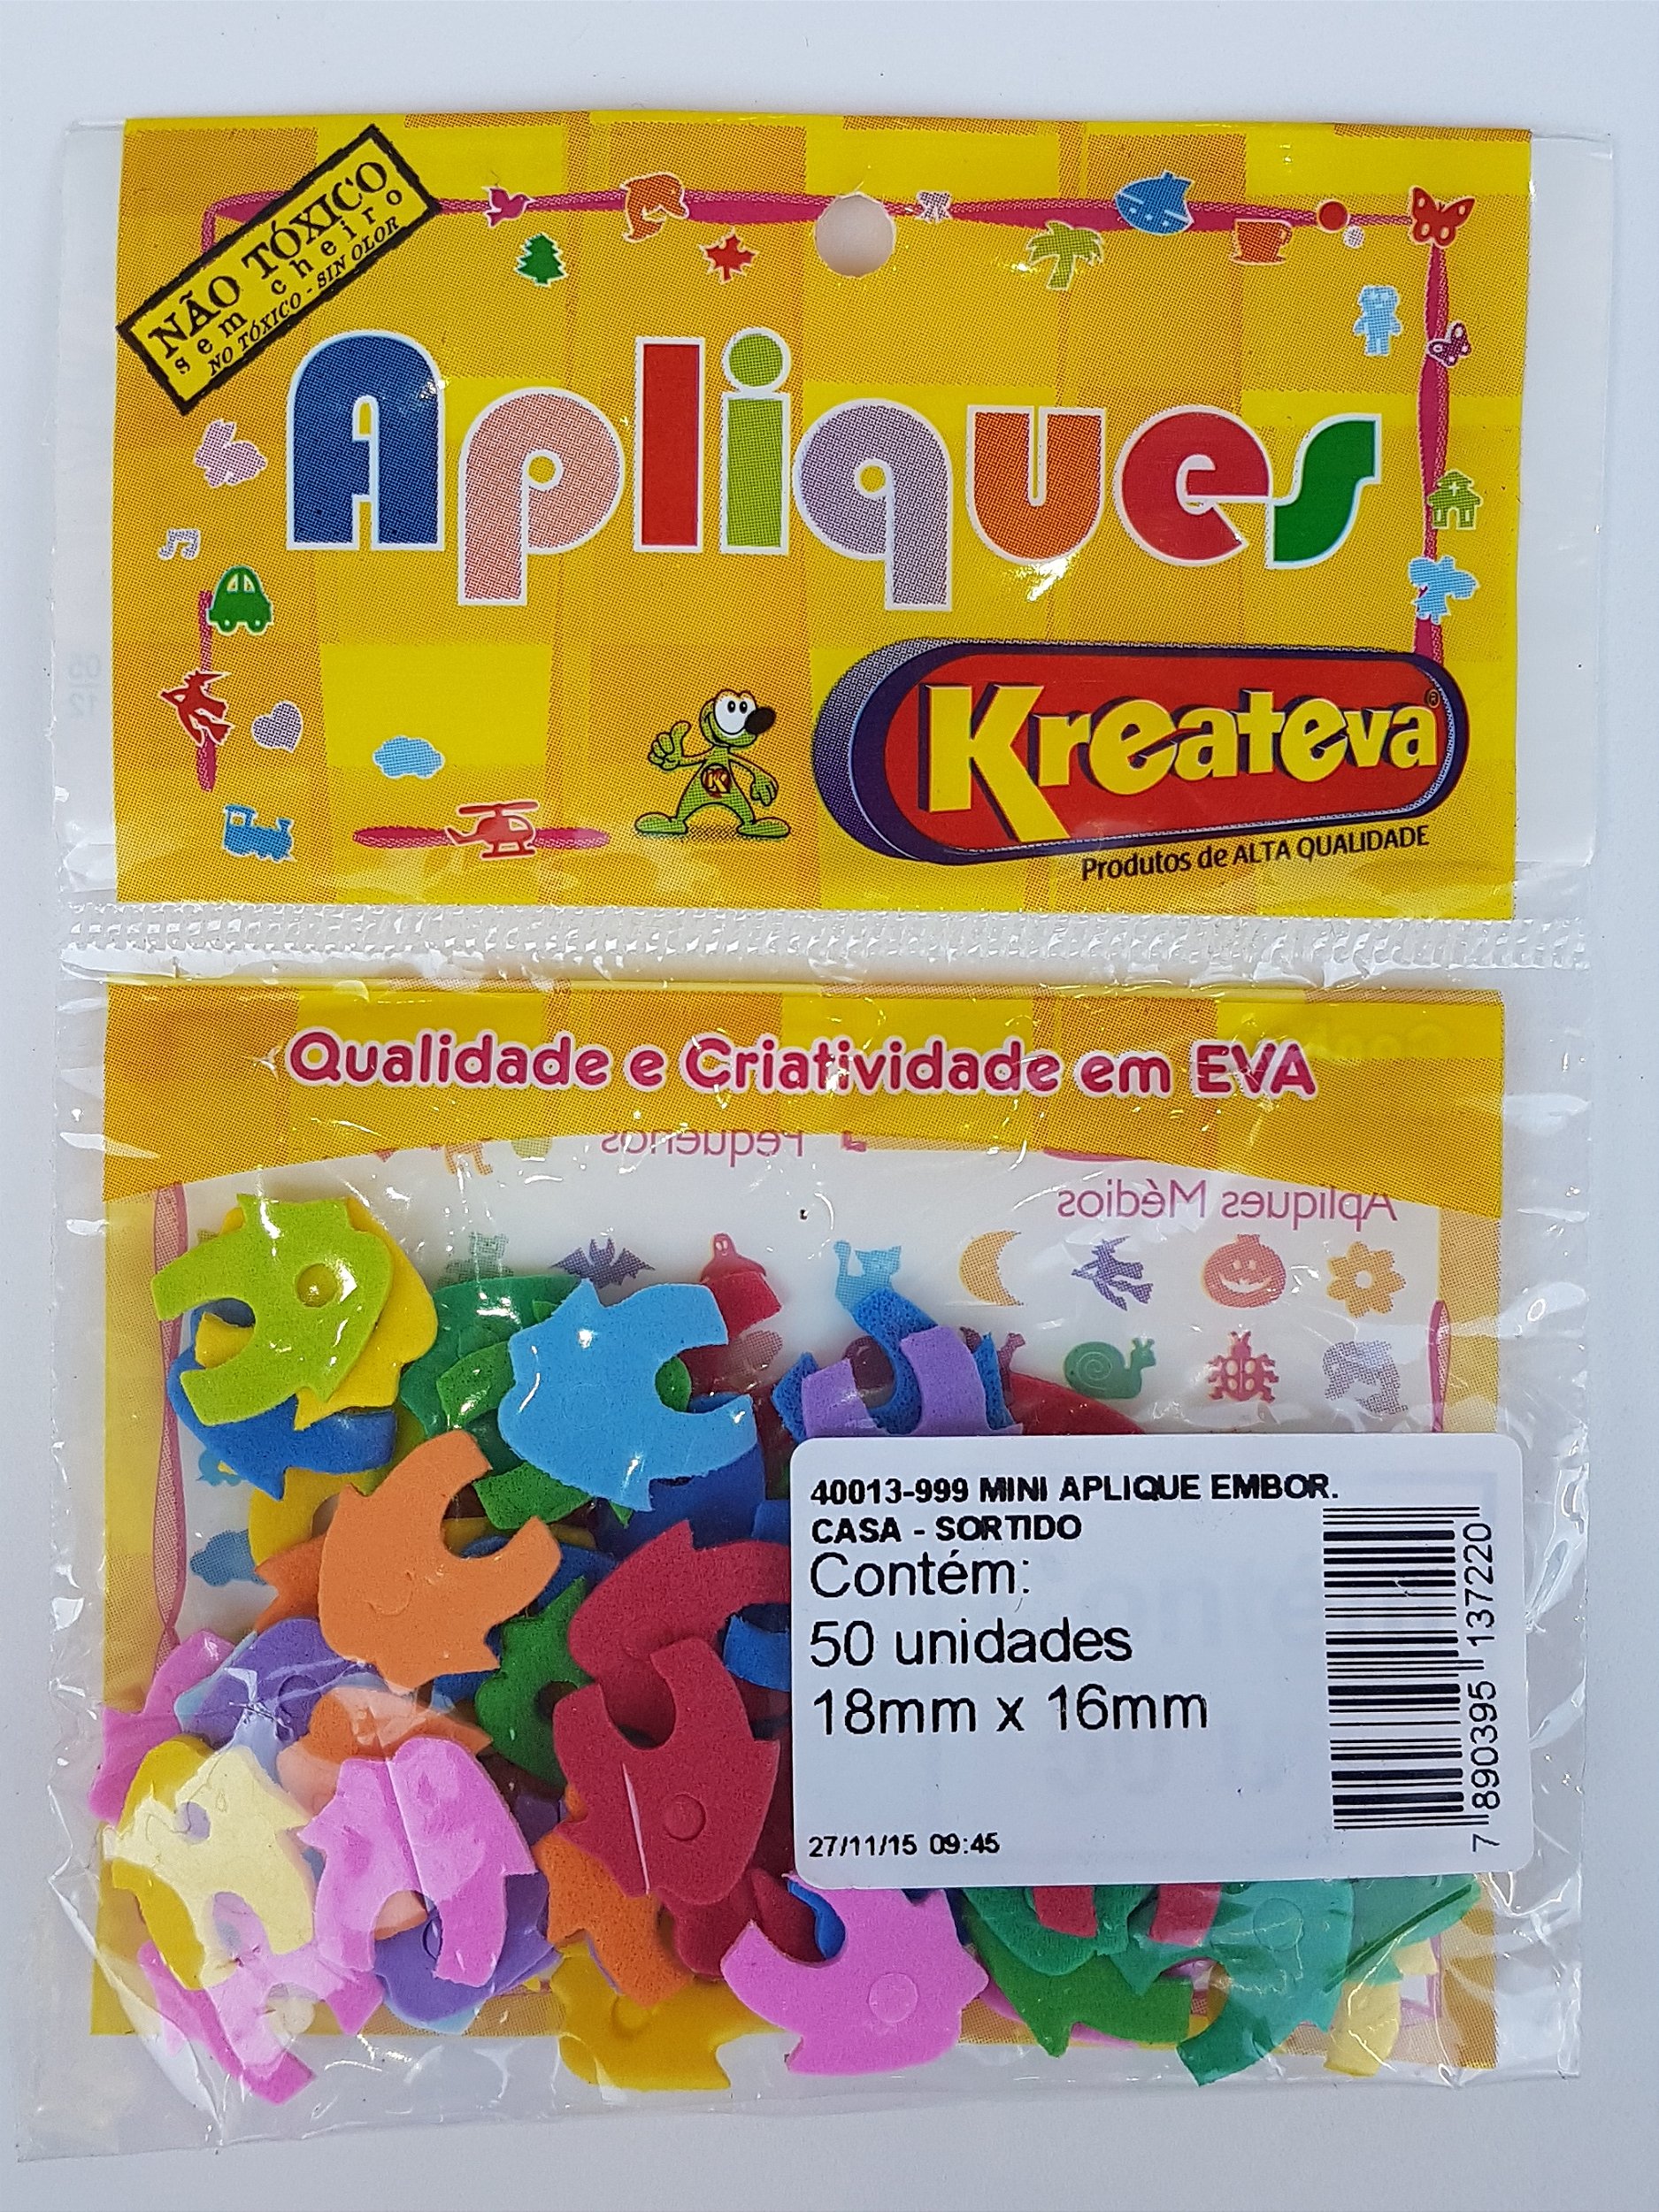 NÃO TÓXICO
sem cheiro
NO TÓXICO - SIN OLOR
Apliques
K
Kreateva®
Produtos de ALTA QUALIDADE
Qualidade e Criatividade em EVA
Pequenos
Apliques Médios
40013-999 MINI APLIQUE EMBOR.
CASA - SORTIDO
Contém:
50 unidades
18mm x 16mm
27/11/15 09:45
7 890395 137220
05
12